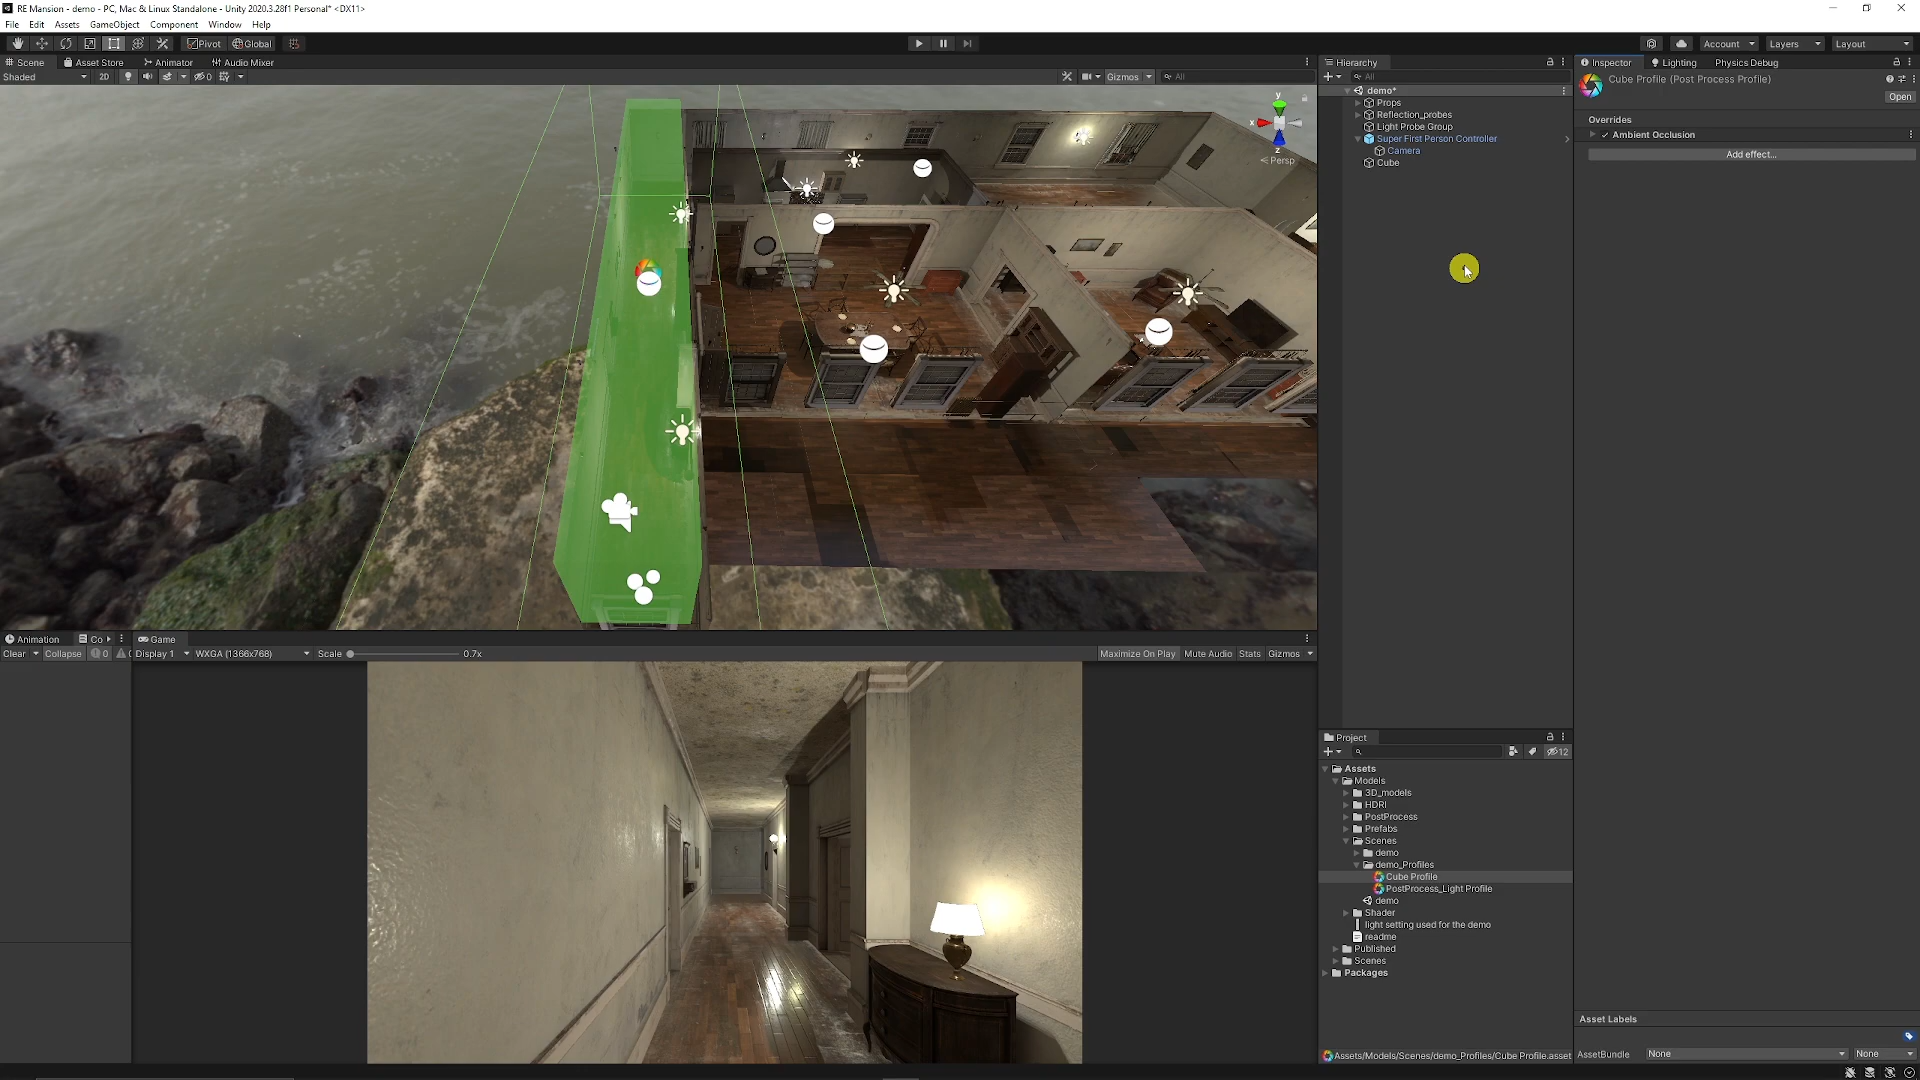 RE Mansion - demo - PC, Mac & Linux Standalone - Unity 2020.3.28f1 Personal* <DX11>
File Edit Assets GameObject Component Window Help
Pivot Global Account Layers Layout
Scene Asset Store Animator Audio Mixer
Shaded 2D 0 Gizmos All
y
x
z
Persp
Hierarchy
All
demo*
Props
Reflection_probes
Light Probe Group
Super First Person Controller
Camera
Cube
Inspector Lighting Physics Debug
Cube Profile (Post Process Profile)
Open
Overrides
Ambient Occlusion
Add effect...
Animation Co Game
Clear Collapse 0 Display 1 WXGA (1366x768) Scale 0.7x Maximize On Play Mute Audio Stats Gizmos
Project
12
Assets
Models
3D_models
HDRI
PostProcess
Prefabs
Scenes
demo
demo_Profiles
Cube Profile
PostProcess_Light Profile
demo
Shader
light setting used for the demo
readme
Published
Scenes
Packages
Assets/Models/Scenes/demo_Profiles/Cube Profile.asset
Asset Labels
AssetBundle None None